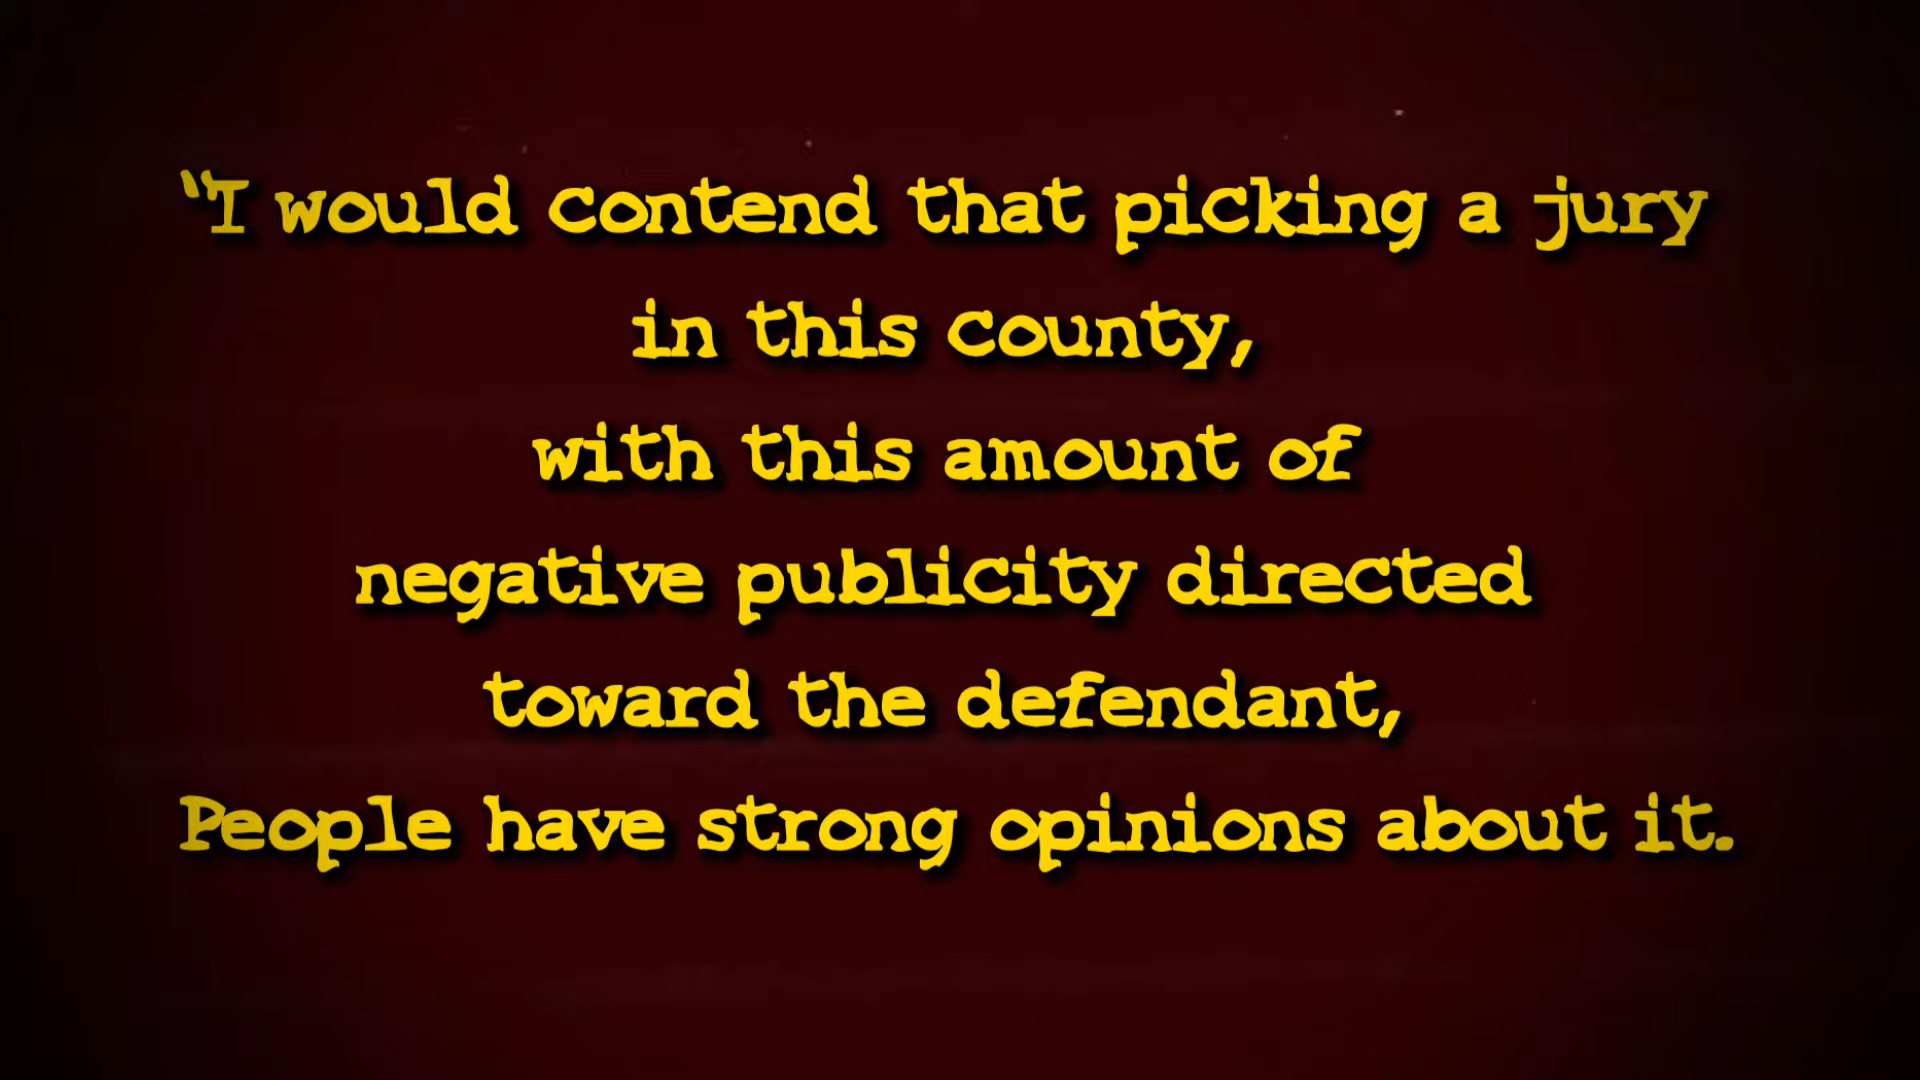 “I would contend that picking a jury
in this county,
with this amount of
negative publicity directed
toward the defendant,
People have strong opinions about it.